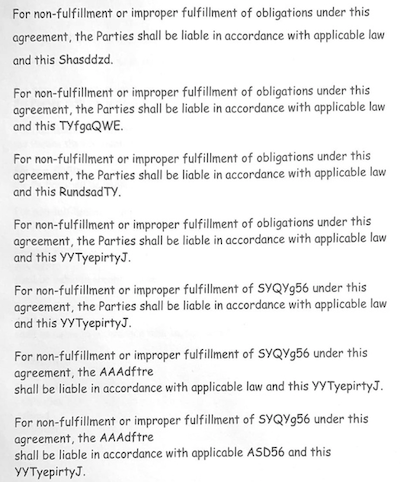 For non-fulfillment or improper fulfillment of obligations under this
agreement, the Parties shall be liable in accordance with applicable law
and this Shasddzd.
For non-fulfillment or improper fulfillment of obligations under this
agreement, the Parties shall be liable in accordance with applicable law
and this TYfgaQWE.
For non-fulfillment or improper fulfillment of obligations under this
agreement, the Parties shall be liable in accordance with applicable law
and this RundsadTY.
For non-fulfillment or improper fulfillment of obligations under this
agreement, the Parties shall be liable in accordance with applicable law
and this YYTyepirtyJ.
For non-fulfillment or improper fulfillment of SYQYg56 under this
agreement, the Parties shall be liable in accordance with applicable law
and this YYTyepirtyJ.
For non-fulfillment or improper fulfillment of SYQYg56 under this
agreement, the AAAdftre
shall be liable in accordance with applicable law and this YYTyepirtyJ.
For non-fulfillment or improper fulfillment of SYQYg56 under this
agreement, the AAAdftre
shall be liable in accordance with applicable ASD56 and this
YYTyepirtyJ.